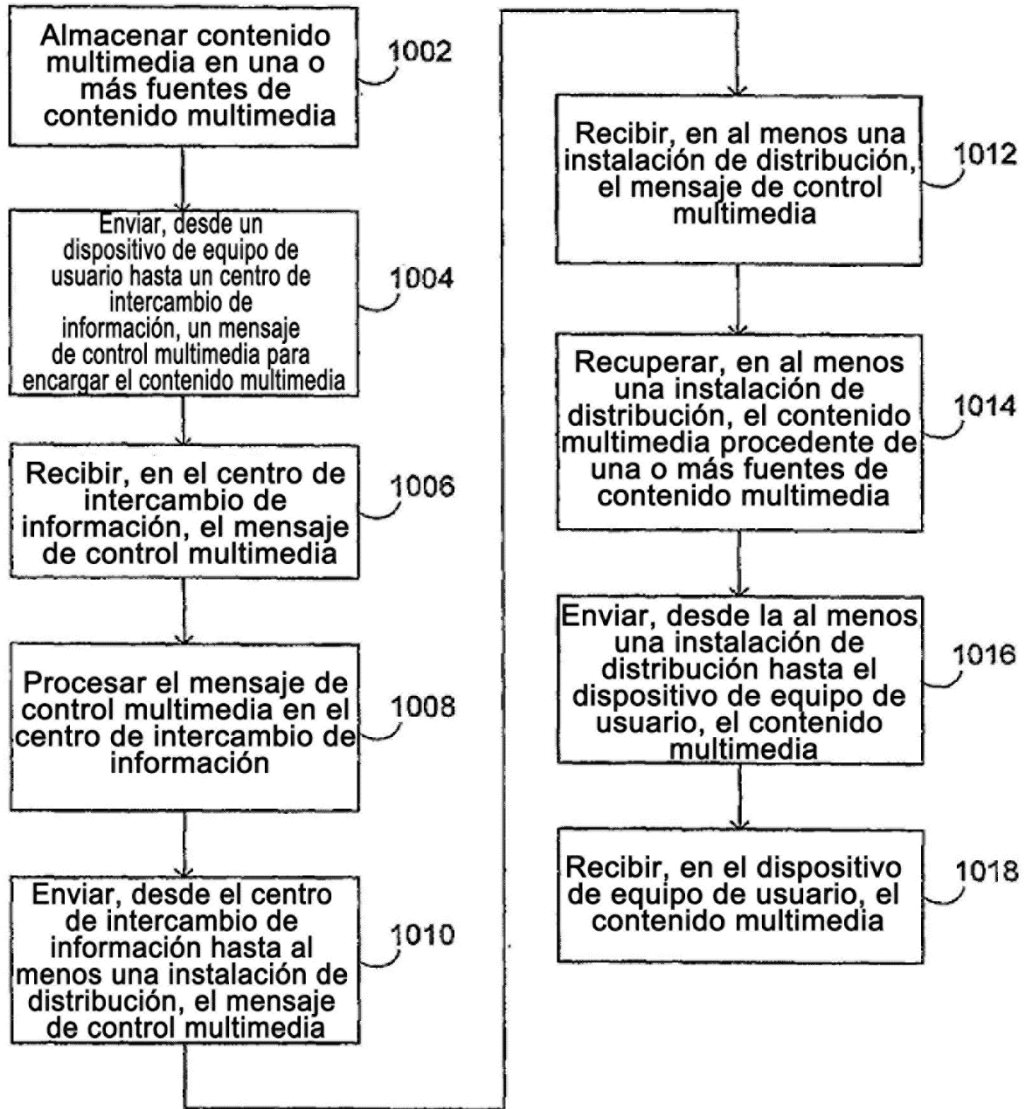 Almacenar contenido
multimedia en una o
más fuentes de
contenido multimedia
1002
Enviar, desde un
dispositivo de equipo de
usuario hasta un centro de
intercambio de
información, un mensaje
de control multimedia para
encargar el contenido multimedia
1004
Recibir, en el centro de
intercambio de
información, el mensaje
de control multimedia
1006
Procesar el mensaje de
control multimedia en el
centro de intercambio de
información
1008
Enviar, desde el centro
de intercambio de
información hasta al
menos una instalación de
distribución, el mensaje
de control multimedia
1010
Recibir, en al menos una
instalación de distribución,
el mensaje de control
multimedia
1012
Recuperar, en al menos
una instalación de
distribución, el contenido
multimedia procedente de
una o más fuentes de
contenido multimedia
1014
Enviar, desde la al menos
una instalación de
distribución hasta el
dispositivo de equipo de
usuario, el contenido
multimedia
1016
Recibir, en el dispositivo
de equipo de usuario, el
contenido multimedia
1018